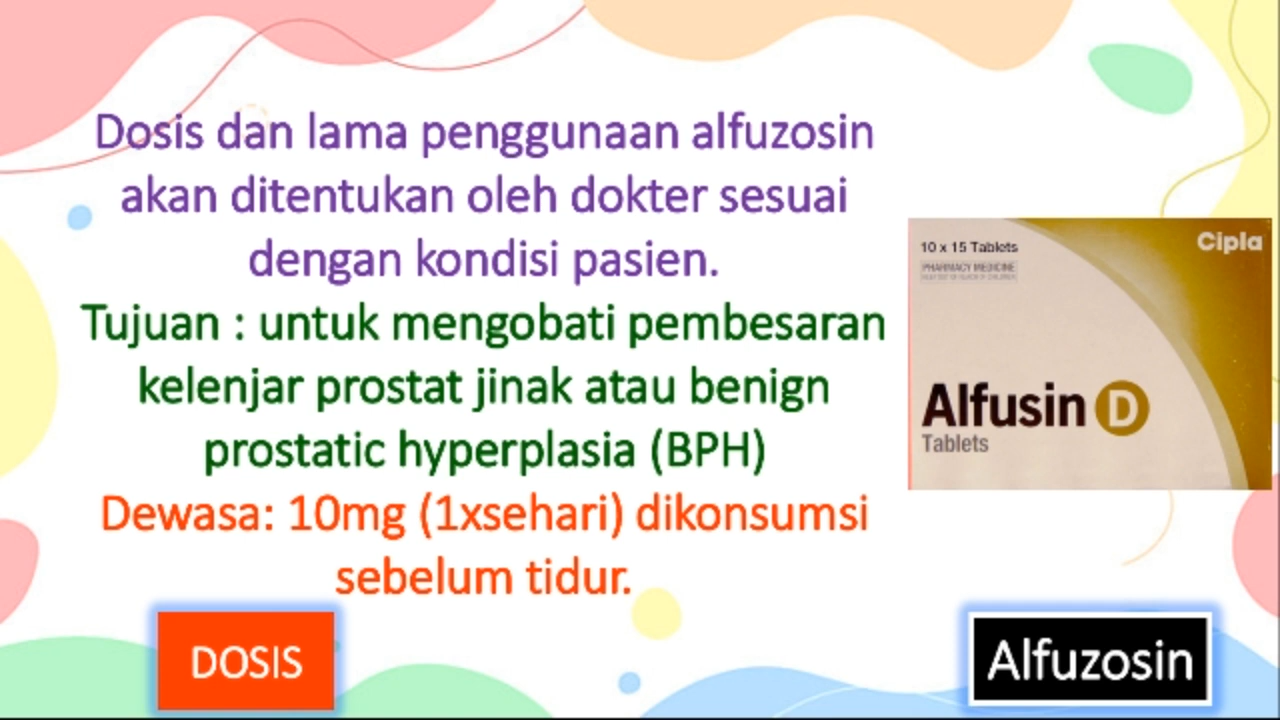 Dosis dan lama penggunaan alfuzosin
akan ditentukan oleh dokter sesuai
dengan kondisi pasien.
Tujuan : untuk mengobati pembesaran
kelenjar prostat jinak atau benign
prostatic hyperplasia (BPH)
Dewasa: 10mg (1xsehari) dikonsumsi
sebelum tidur.
10 x 15 Tablets
Cipla
PHARMACY MEDICINE
Alfusin D
Tablets
DOSIS
Alfuzosin